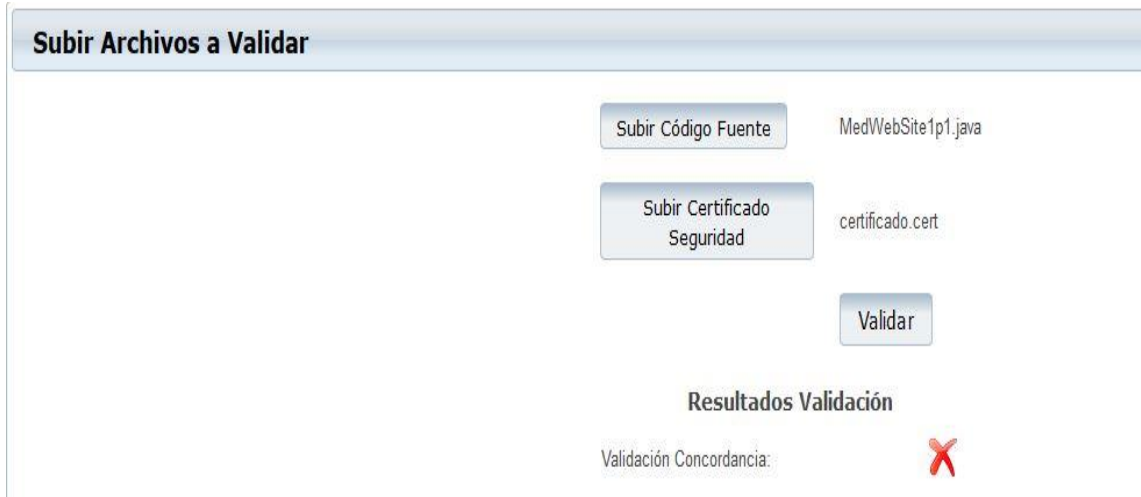 Subir Archivos a Validar
Subir Código Fuente
MedWebSite1p1.java
Subir Certificado
Seguridad
certificado.cert
Validar
Resultados Validación
Validación Concordancia: